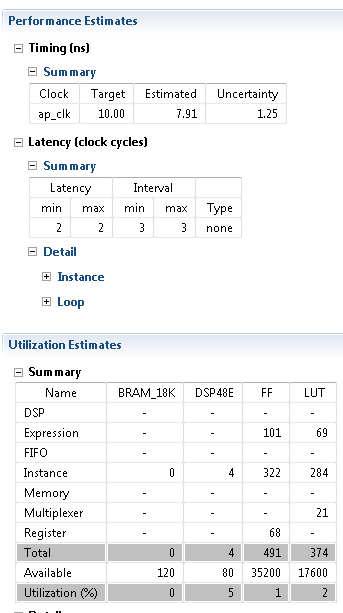 Performance Estimates
Timing (ns)
Summary
Clock Target Estimated Uncertainty
ap_clk 10.00 7.91 1.25
Latency (clock cycles)
Summary
Latency Interval
min max min max Type
2 2 3 3 none
Detail
Instance
Loop
Utilization Estimates
Summary
Name BRAM_18K DSP48E FF LUT
DSP - - - -
Expression - - 101 69
FIFO - - - -
Instance 0 4 322 284
Memory - - - -
Multiplexer - - - 21
Register - - 68 -
Total 0 4 491 374
Available 120 80 35200 17600
Utilization (%) 0 5 1 2